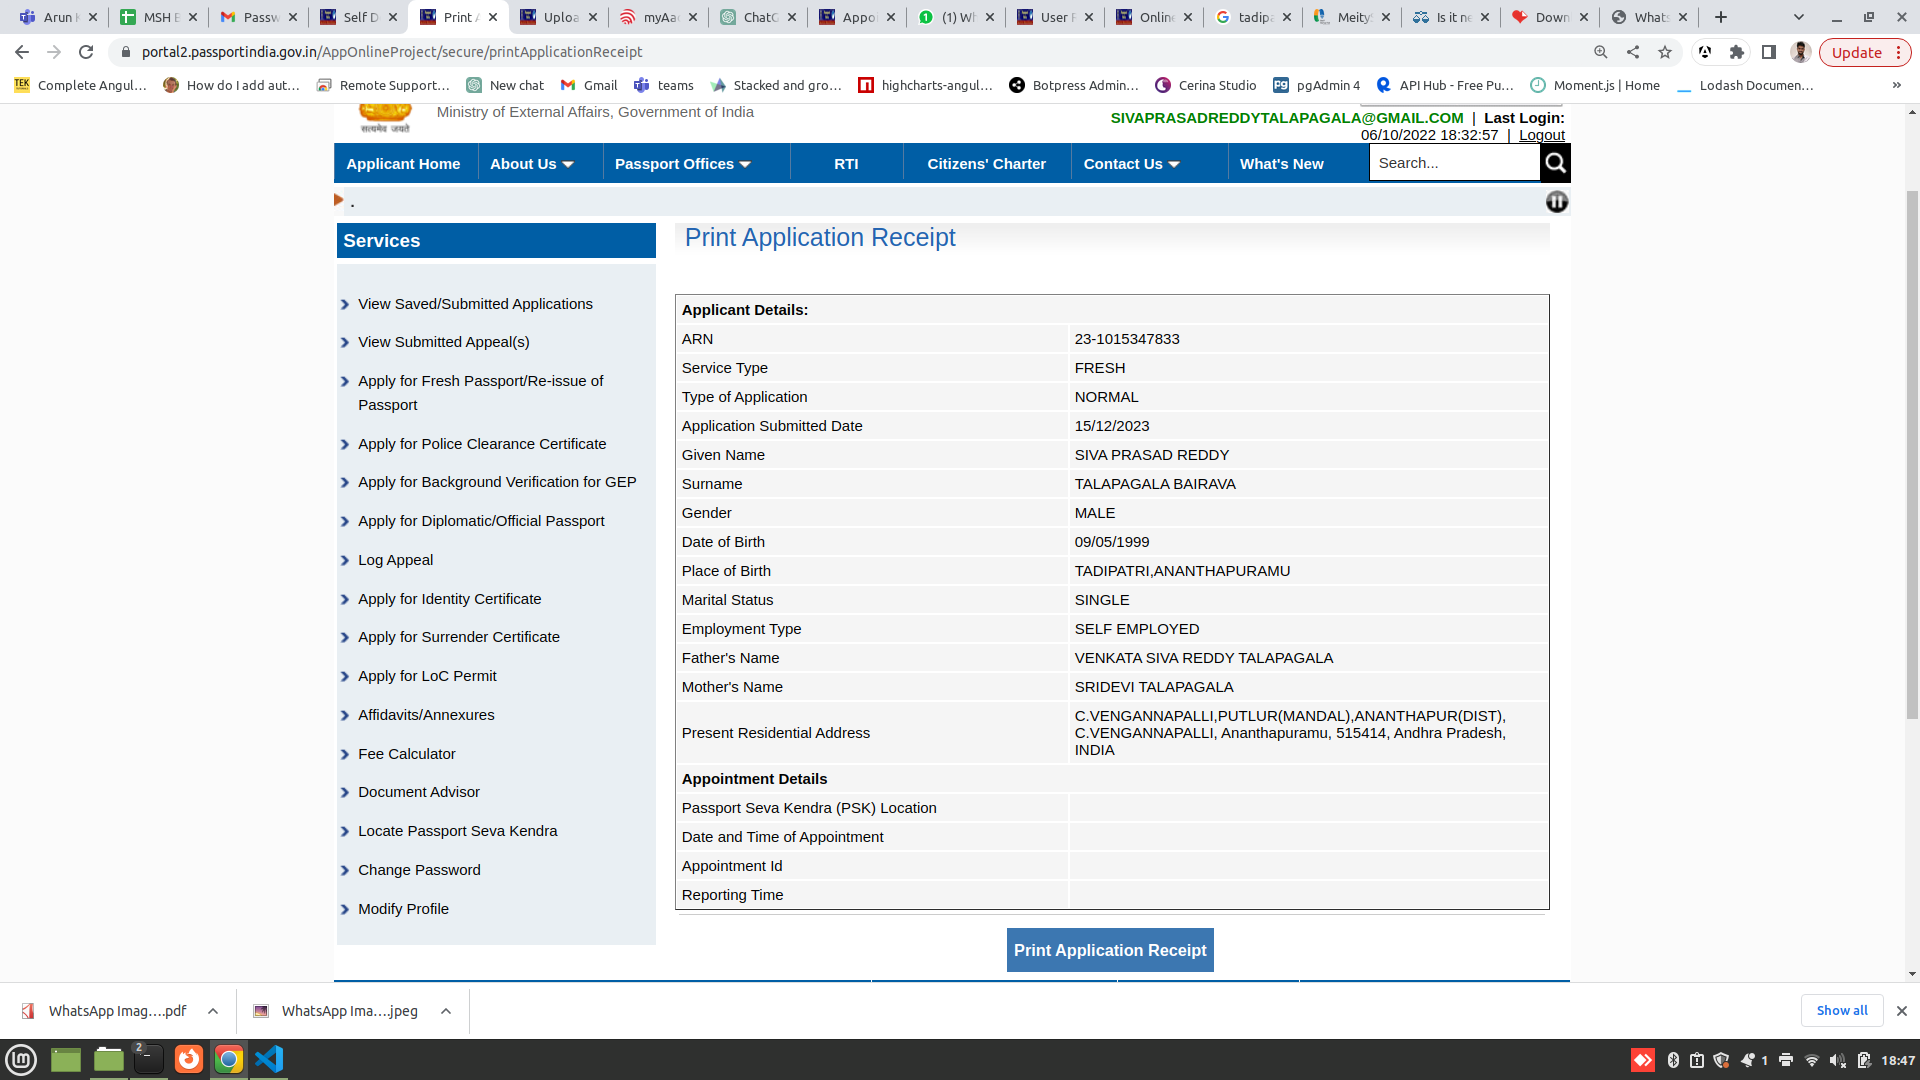 Arun
MSH E
Passw
Self D
Print A
Uploa
myAa
ChatG
Appoi
(1) Wh
User R
Online
tadipa
MeityS
Is it ne
Down
Whats
portal2.passportindia.gov.in/AppOnlineProject/secure/printApplicationReceipt
Update
Complete Angul...
How do I add aut...
Remote Support...
New chat
Gmail
teams
Stacked and gro...
highcharts-angul...
Botpress Admin...
Cerina Studio
pgAdmin 4
API Hub - Free Pu...
Moment.js | Home
Lodash Documen...
»
सत्यमेव जयते
Ministry of External Affairs, Government of India
SIVAPRASADREDDYTALAPAGALA@GMAIL.COM | Last Login:
06/10/2022 18:32:57 | Logout
Applicant Home
About Us
Passport Offices
RTI
Citizens' Charter
Contact Us
What's New
Search...
.
Services
View Saved/Submitted Applications
View Submitted Appeal(s)
Apply for Fresh Passport/Re-issue of
Passport
Apply for Police Clearance Certificate
Apply for Background Verification for GEP
Apply for Diplomatic/Official Passport
Log Appeal
Apply for Identity Certificate
Apply for Surrender Certificate
Apply for LoC Permit
Affidavits/Annexures
Fee Calculator
Document Advisor
Locate Passport Seva Kendra
Change Password
Modify Profile
Print Application Receipt
Applicant Details:
ARN 23-1015347833
Service Type FRESH
Type of Application NORMAL
Application Submitted Date 15/12/2023
Given Name SIVA PRASAD REDDY
Surname TALAPAGALA BAIRAVA
Gender MALE
Date of Birth 09/05/1999
Place of Birth TADIPATRI,ANANTHAPURAMU
Marital Status SINGLE
Employment Type SELF EMPLOYED
Father's Name VENKATA SIVA REDDY TALAPAGALA
Mother's Name SRIDEVI TALAPAGALA
Present Residential Address
C.VENGANNAPALLI,PUTLUR(MANDAL),ANANTHAPUR(DIST),
C.VENGANNAPALLI, Ananthapuramu, 515414, Andhra Pradesh,
INDIA
Appointment Details
Passport Seva Kendra (PSK) Location
Date and Time of Appointment
Appointment Id
Reporting Time
Print Application Receipt
WhatsApp Imag....pdf
WhatsApp Ima....jpeg
Show all
2
1
18:47